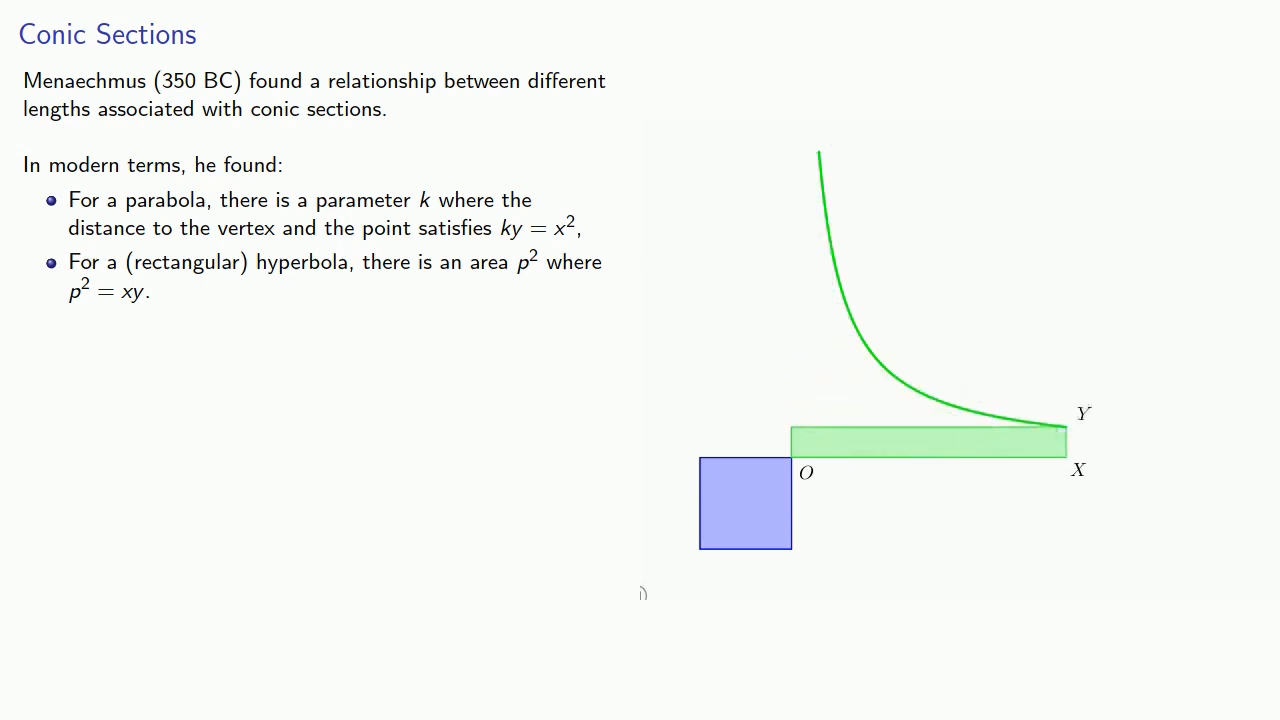 Conic Sections
Menaechmus (350 BC) found a relationship between different
lengths associated with conic sections.
In modern terms, he found:
For a parabola, there is a parameter k where the
distance to the vertex and the point satisfies ky = x²,
For a (rectangular) hyperbola, there is an area p² where
p² = xy.
Y
O
X
)